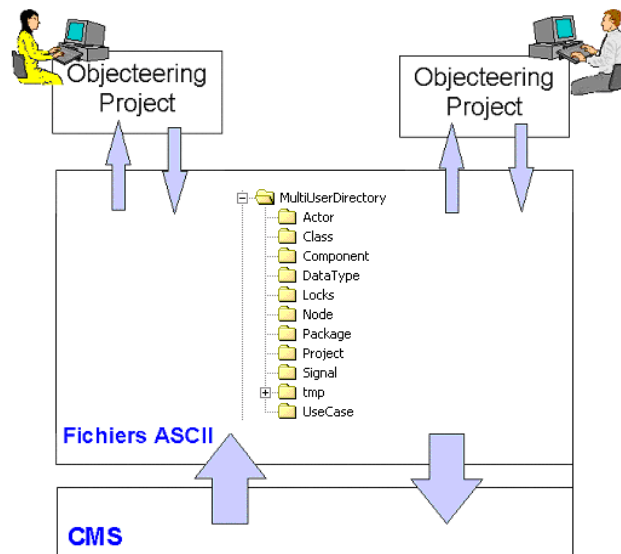 Objecteering
Project
Objecteering
Project
MultiUserDirectory
Actor
Class
Component
DataType
Locks
Node
Package
Project
Signal
tmp
UseCase
Fichiers ASCII
CMS